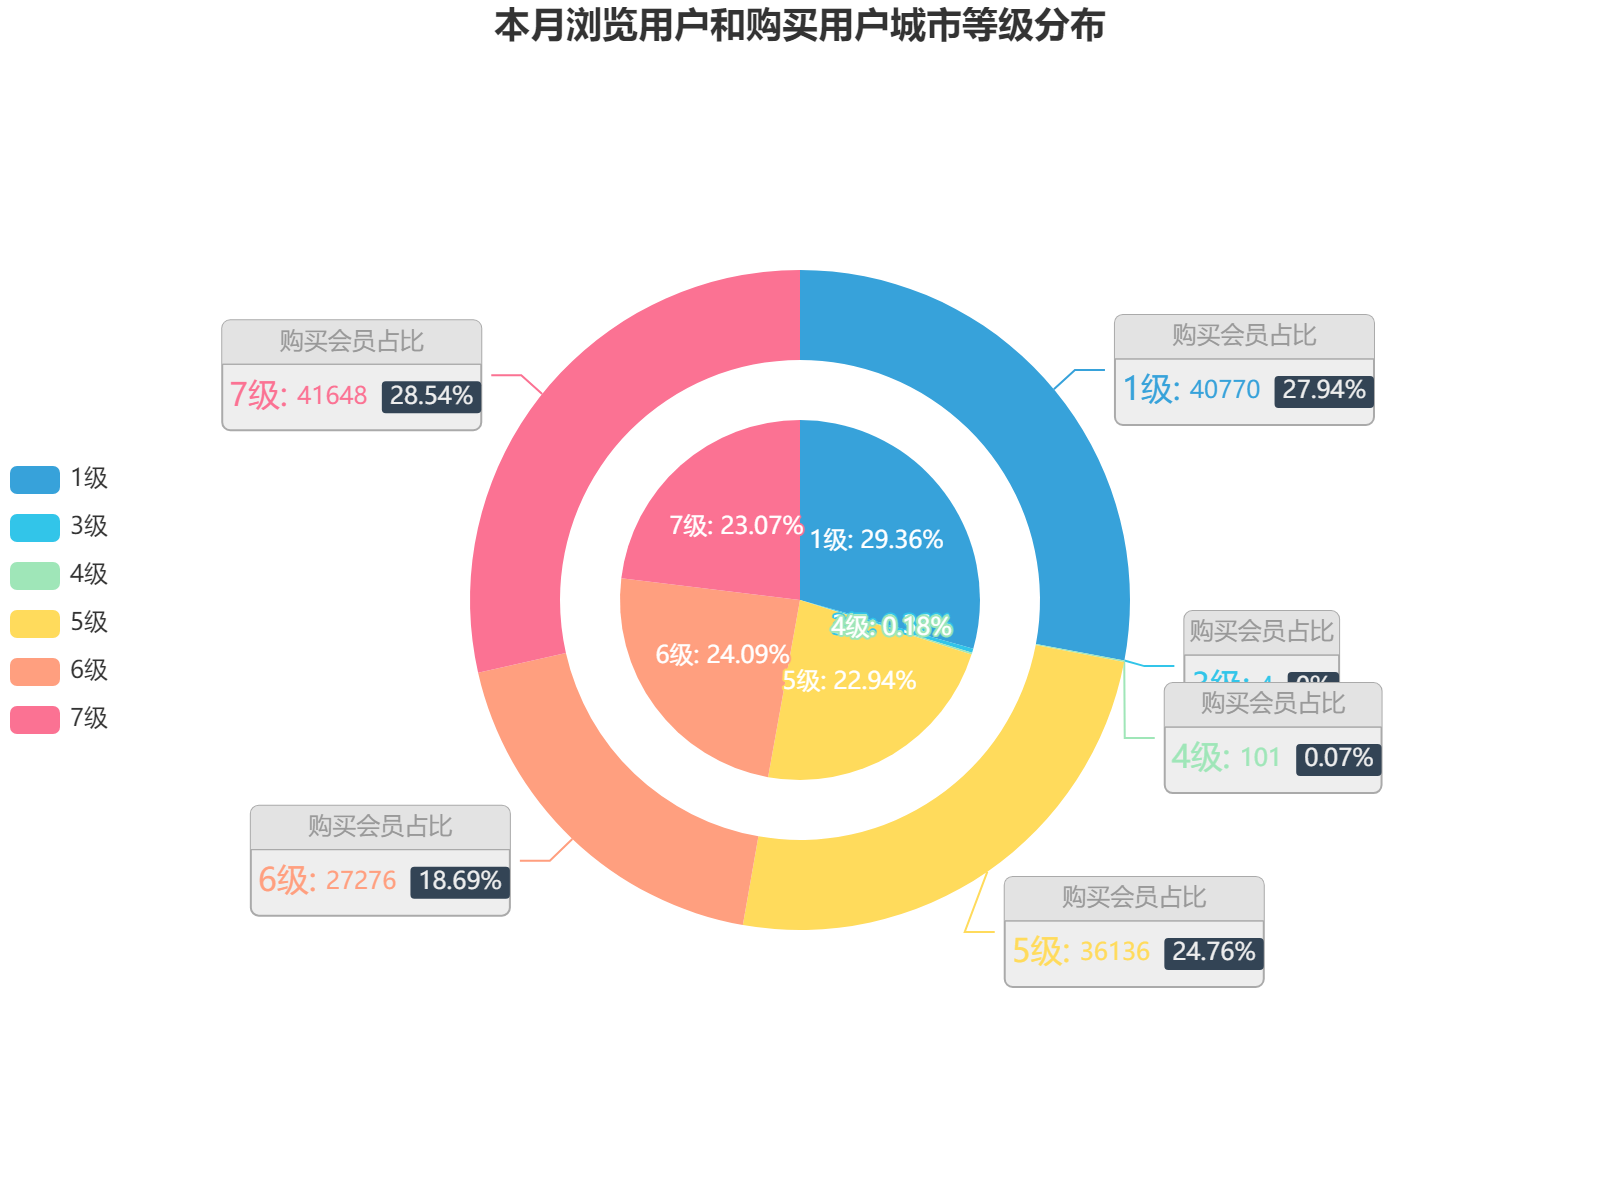 本月浏览用户和购买用户城市等级分布
1级
3级
4级
5级
6级
7级
购买会员占比
7级: 41648 28.54%
购买会员占比
1级: 40770 27.94%
7级: 23.07%
1级: 29.36%
4级: 0.18%
6级: 24.09%
5级: 22.94%
购买会员占比
3级: 4 0%
购买会员占比
4级: 101 0.07%
购买会员占比
6级: 27276 18.69%
购买会员占比
5级: 36136 24.76%